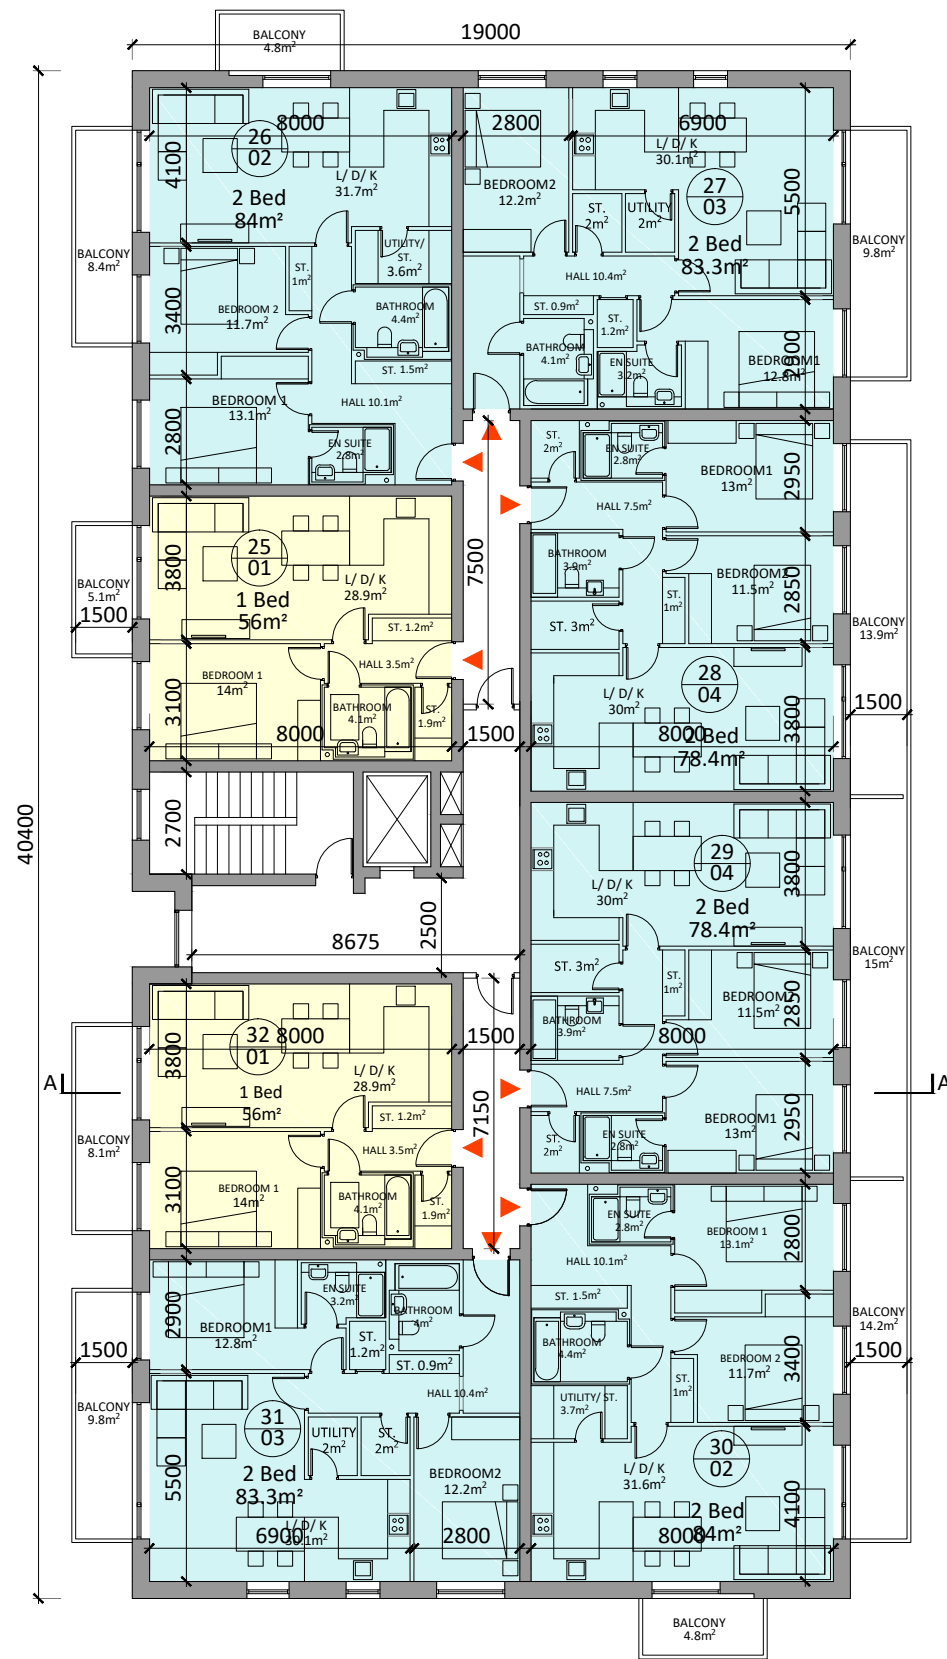 BALCONY
4.8m²
19000
40400
26
02
8000
4100
L/ D/ K
31.7m²
2 Bed
84m²
BALCONY
8.4m²
UTILITY/
ST.
3.6m²
ST.
1m²
3400
BEDROOM 2
11.7m²
BATHROOM
4.4m²
ST. 1.5m²
BEDROOM 1
13.1m²
HALL 10.1m²
2800
EN SUITE
2.8m²
2800
6900
BEDROOM2
12.2m²
L/ D/ K
30.1m²
27
03
5500
ST.
2m²
UTILITY
2m²
2 Bed
83.3m²
BALCONY
9.8m²
HALL 10.4m²
ST. 0.9m²
ST.
1.2m²
BATHROOM
4.1m²
EN SUITE
3.2m²
BEDROOM1
12.8m²
2900
25
01
3800
L/ D/ K
28.9m²
1 Bed
56m²
BALCONY
5.1m²
1500
ST. 1.2m²
HALL 3.5m²
BEDROOM 1
14m²
3100
BATHROOM
4.1m²
ST.
1.9m²
8000
1500
8000
7500
ST.
2m²
EN SUITE
2.8m²
BEDROOM1
13m²
2950
HALL 7.5m²
BATHROOM
3.9m²
BEDROOM2
11.5m²
2850
ST.
1m²
ST. 3m²
BALCONY
13.9m²
28
04
L/ D/ K
30m²
2 Bed
78.4m²
3800
1500
2700
8675
2500
29
04
L/ D/ K
30m²
2 Bed
78.4m²
3800
ST. 3m²
ST.
1m²
BEDROOM2
11.5m²
2850
BALCONY
15m²
BATHROOM
3.9m²
8000
HALL 7.5m²
ST.
2m²
EN SUITE
2.8m²
BEDROOM1
13m²
2950
A
A
32
01
8000
1500
3800
L/ D/ K
28.9m²
1 Bed
56m²
7150
ST. 1.2m²
HALL 3.5m²
BALCONY
8.1m²
BEDROOM 1
14m²
3100
BATHROOM
4.1m²
ST.
1.9m²
EN SUITE
2.8m²
BEDROOM 1
13.1m²
2800
HALL 10.1m²
ST. 1.5m²
BATHROOM
4.4m²
BEDROOM 2
11.7m²
3400
ST.
1m²
UTILITY/ ST.
3.7m²
BALCONY
14.2m²
1500
30
02
L/ D/ K
31.6m²
2 Bed
84m²
4100
8000
EN SUITE
3.2m²
BATHROOM
4m²
2900
BEDROOM1
12.8m²
ST.
1.2m²
ST. 0.9m²
HALL 10.4m²
1500
BALCONY
9.8m²
31
03
UTILITY
2m²
ST.
2m²
2 Bed
83.3m²
5500
BEDROOM2
12.2m²
L/ D/ K
30.1m²
6900
2800
BALCONY
4.8m²